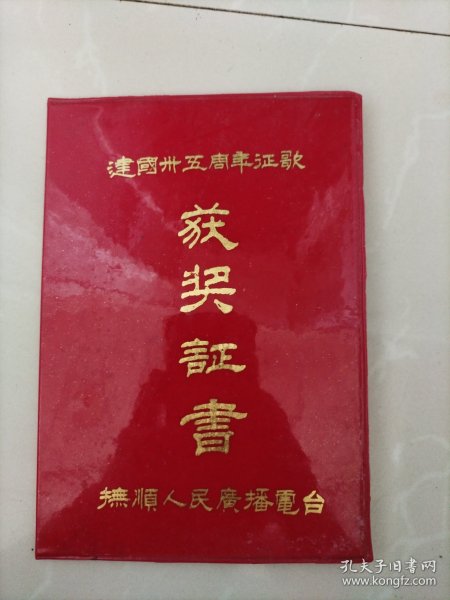 建國卅五周年征歌
获
奖
証
書
撫順人民廣播電台
孔夫子旧书网
www.kongfz.com